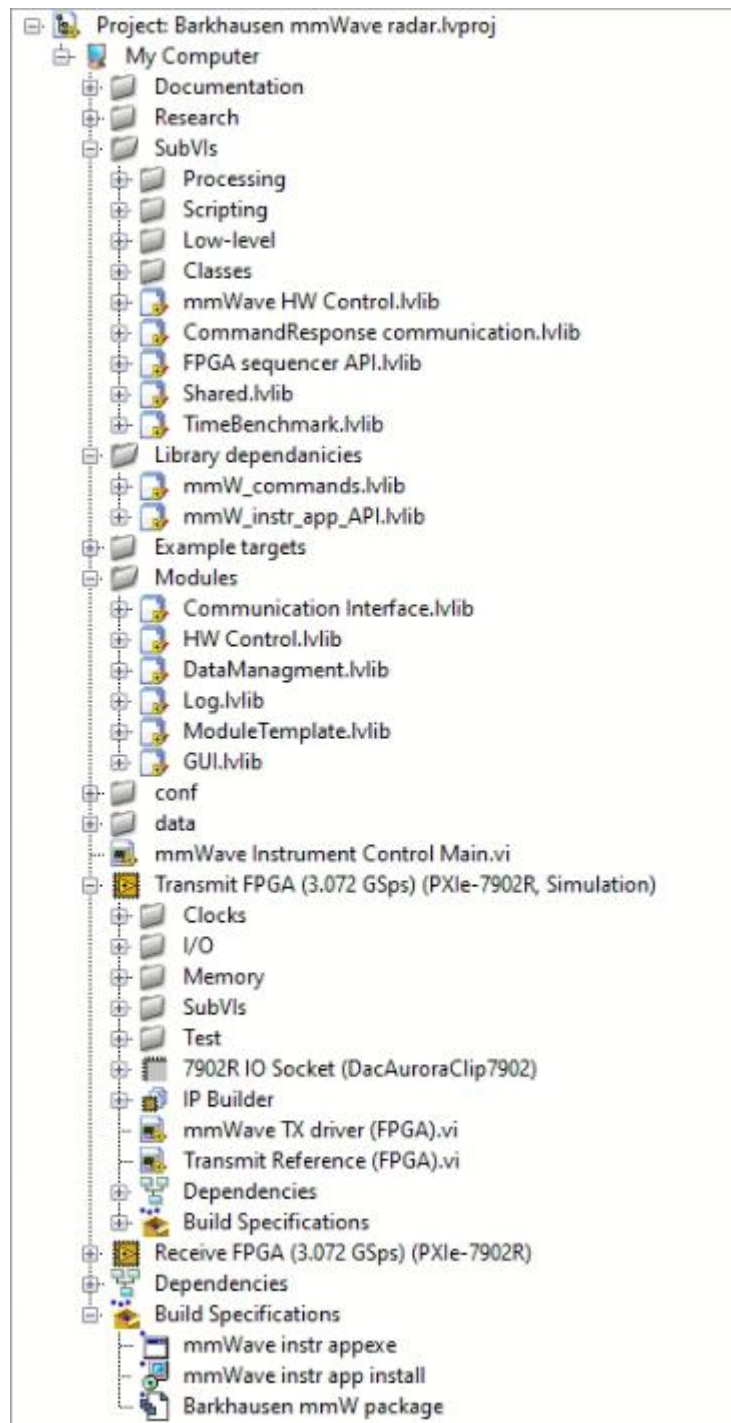 Project: Barkhausen mmWave radar.lvproj
My Computer
Documentation
Research
SubVIs
Processing
Scripting
Low-level
Classes
mmWave HW Control.lvlib
CommandResponse communication.lvlib
FPGA sequencer API.lvlib
Shared.lvlib
TimeBenchmark.lvlib
Library dependanicies
mmW_commands.lvlib
mmW_instr_app_API.lvlib
Example targets
Modules
Communication Interface.lvlib
HW Control.lvlib
DataManagment.lvlib
Log.lvlib
ModuleTemplate.lvlib
GUI.lvlib
conf
data
mmWave Instrument Control Main.vi
Transmit FPGA (3.072 GSps) (PXIe-7902R, Simulation)
Clocks
I/O
Memory
SubVIs
Test
7902R IO Socket (DacAuroraClip7902)
IP Builder
mmWave TX driver (FPGA).vi
Transmit Reference (FPGA).vi
Dependencies
Build Specifications
Receive FPGA (3.072 GSps) (PXIe-7902R)
Dependencies
Build Specifications
mmWave instr appexe
mmWave instr app install
Barkhausen mmW package